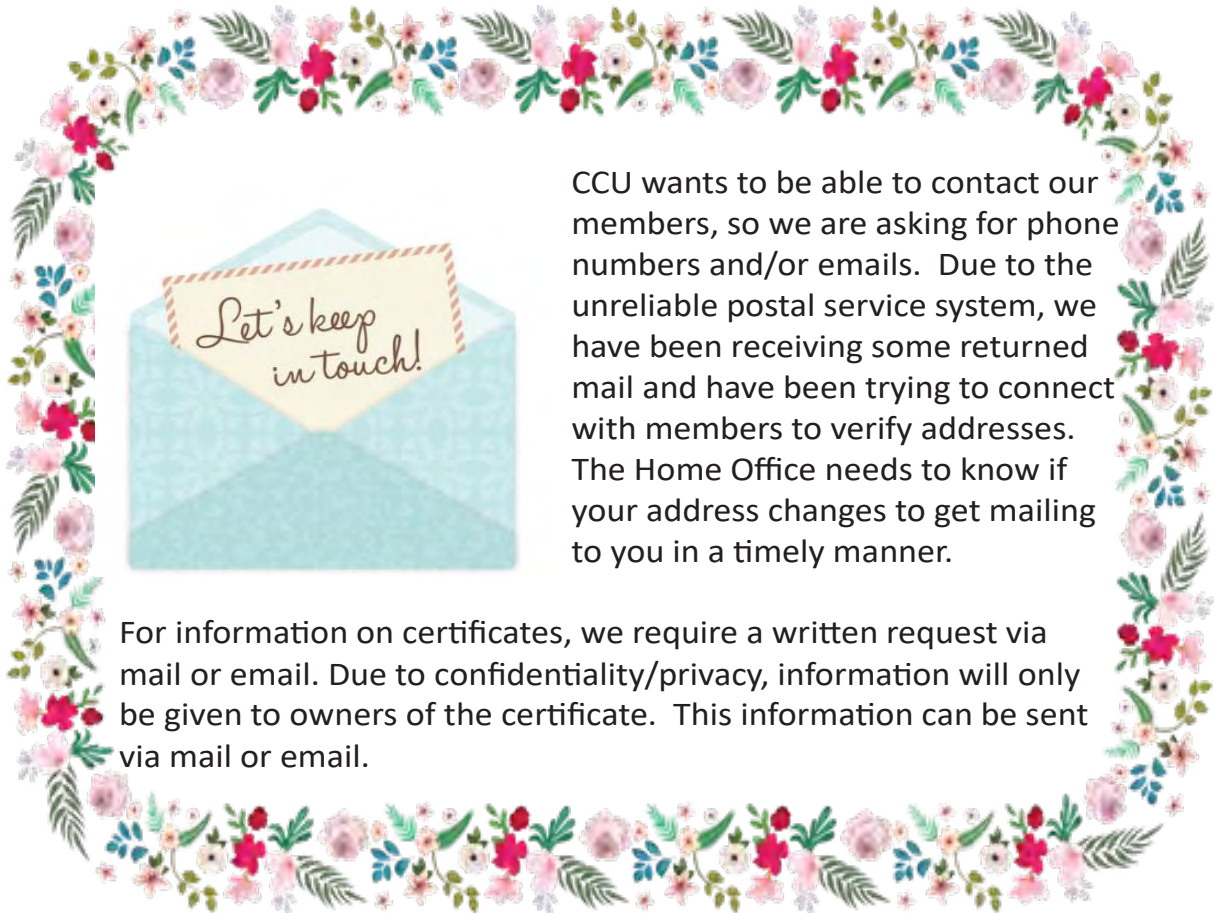 Let's keep
in touch!
CCU wants to be able to contact our
members, so we are asking for phone
numbers and/or emails.  Due to the
unreliable postal service system, we
have been receiving some returned
mail and have been trying to connect
with members to verify addresses.
The Home Office needs to know if
your address changes to get mailing
to you in a timely manner.
For information on certificates, we require a written request via
mail or email. Due to confidentiality/privacy, information will only
be given to owners of the certificate.  This information can be sent
via mail or email.